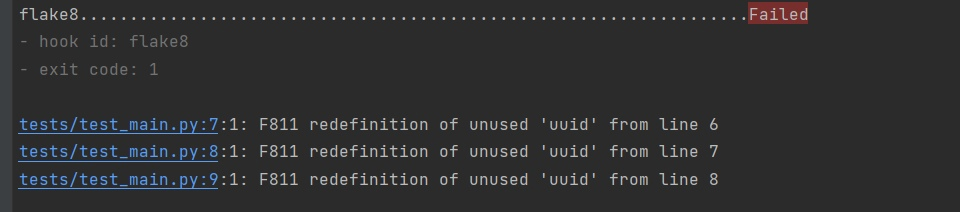 flake8...................................................................Failed
- hook id: flake8
- exit code: 1
tests/test_main.py:7:1: F811 redefinition of unused 'uuid' from line 6
tests/test_main.py:8:1: F811 redefinition of unused 'uuid' from line 7
tests/test_main.py:9:1: F811 redefinition of unused 'uuid' from line 8